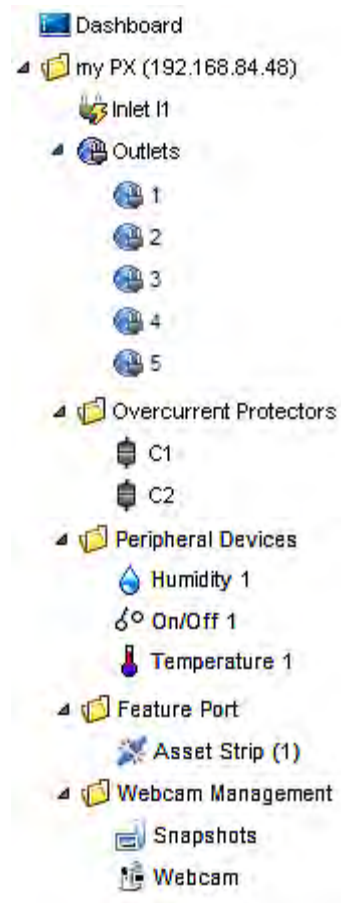 Dashboard
my PX (192.168.84.48)
Inlet I1
Outlets
1
2
3
4
5
Overcurrent Protectors
C1
C2
Peripheral Devices
Humidity 1
On/Off 1
Temperature 1
Feature Port
Asset Strip (1)
Webcam Management
Snapshots
Webcam